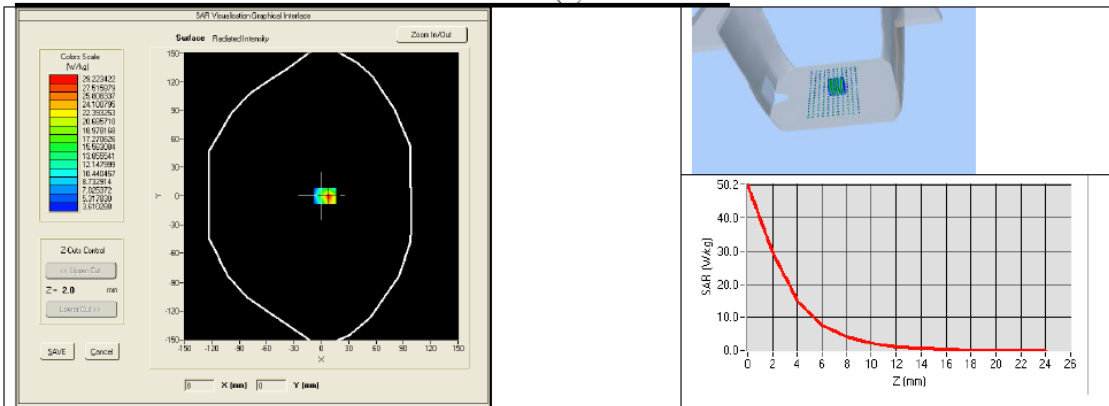 SAR Visualisation Graphical Interface
Surface Radiated Intensity
Zoom In/Out
Colors Scale
(W/kg)
29.223422
27.515879
25.808337
24.100795
22.393253
20.685710
18.978168
17.270626
15.563084
13.855541
12.147999
10.440457
8.732914
7.025372
5.317830
3.610288
Z-Cuts Control
<< Upper Cut
Z = 2.0 mm
Lower Cut >>
SAVE Cancel
150-
120-
90-
60-
30-
0-
-30-
-60-
-90-
-120-
-150-
Y
-150 -120 -90 -60 -30 0 30 60 90 120 150
X
8 X (mm) 0 Y (mm)
50.2-
40.0-
30.0-
20.0-
10.0-
0.0-
SAR (W/kg)
0 2 4 6 8 10 12 14 16 18 20 22 24 26
Z (mm)